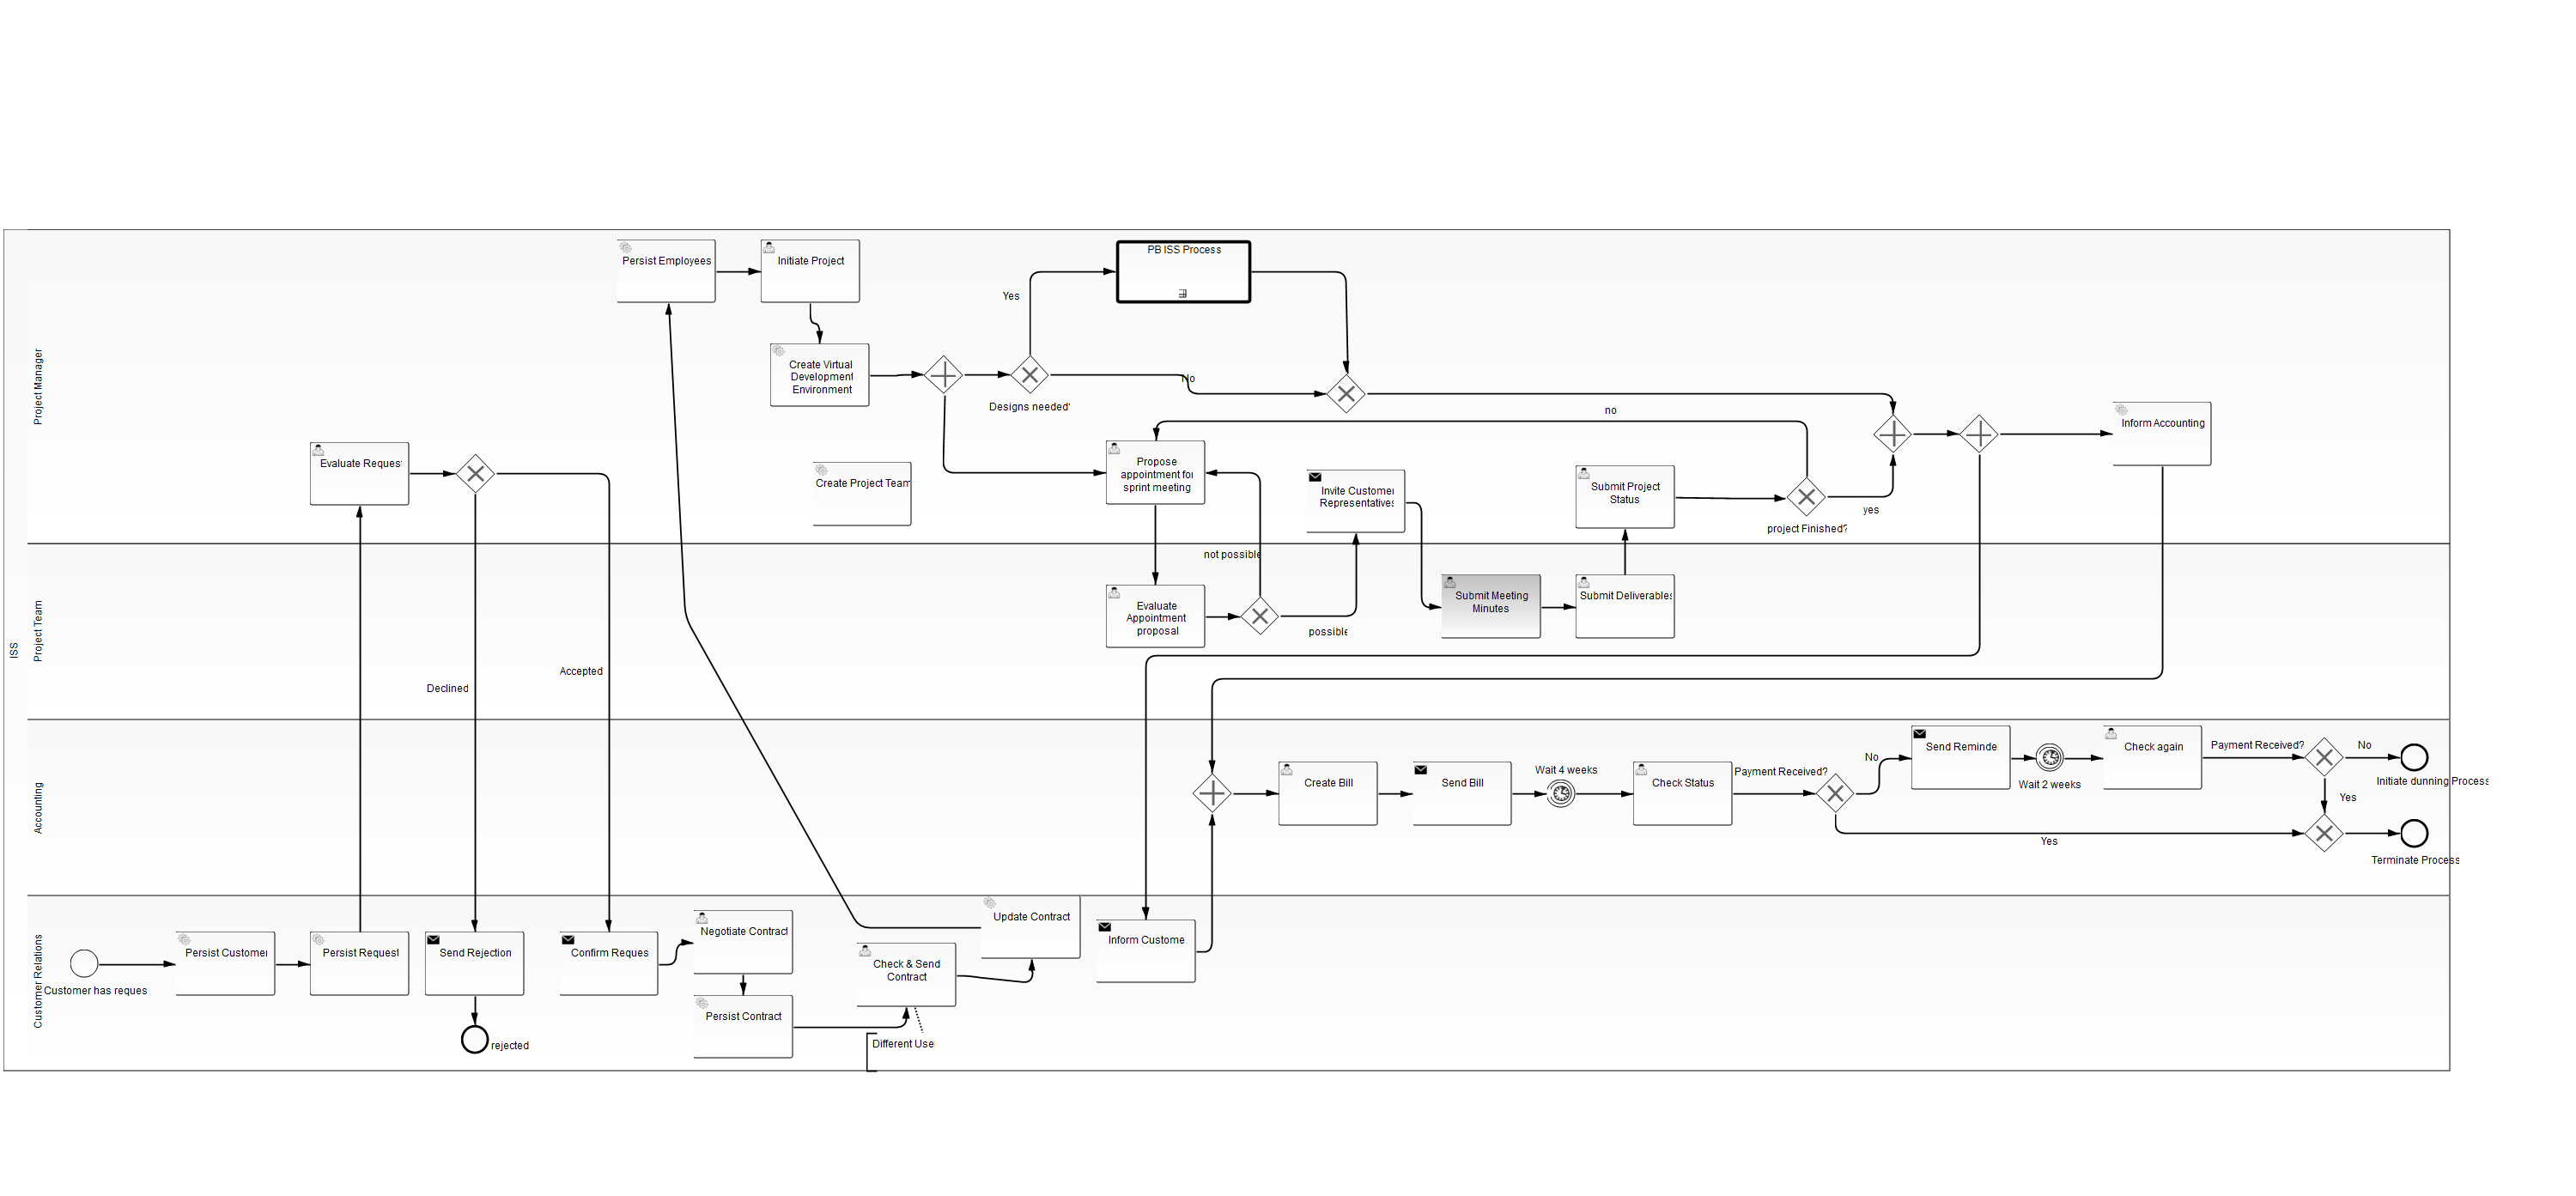 ISS
Project Manager
Persist Employees
Initiate Project
PB ISS Process
Yes
Create Virtual
Development
Environment
Designs needed?
No
no
Evaluate Request
Create Project Team
Propose
appointment for
sprint meeting
Invite Customer
Representatives
Submit Project
Status
project Finished?
yes
Inform Accounting
Project Team
not possible
Evaluate
Appointment
proposal
possible
Submit Meeting
Minutes
Submit Deliverables
Declined
Accepted
Accounting
Create Bill
Send Bill
Wait 4 weeks
Check Status
Payment Received?
No
Send Reminde
Wait 2 weeks
Check again
Payment Received?
No
Initiate dunning Process
Yes
Yes
Terminate Process
Customer Relations
Customer has reques
Persist Customer
Persist Request
Send Rejection
rejected
Confirm Reques
Negotiate Contract
Persist Contract
Check & Send
Contract
Different Use
Update Contract
Inform Custome